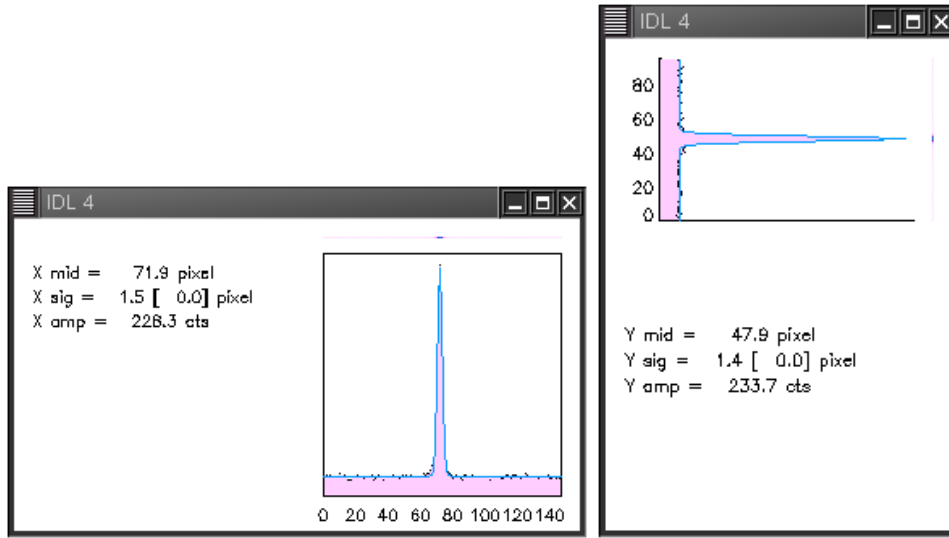 IDL 4
X mid = 71.9 pixel
X sig = 1.5 [ 0.0] pixel
X amp = 226.3 cts
0 20 40 60 80 100 120 140
IDL 4
80
60
40
20
0
Y mid = 47.9 pixel
Y sig = 1.4 [ 0.0] pixel
Y amp = 233.7 cts